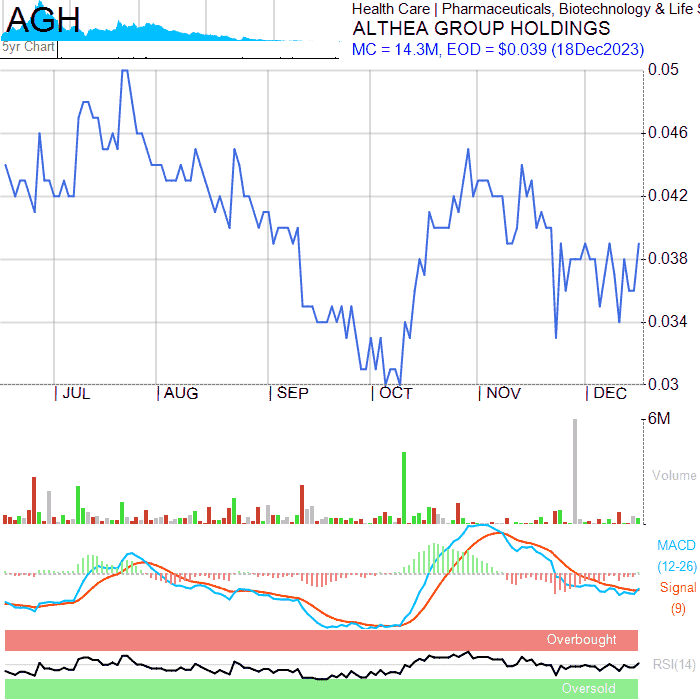 AGH
5yr Chart
Health Care | Pharmaceuticals, Biotechnology & Life S
ALTHEA GROUP HOLDINGS
MC = 14.3M, EOD = $0.039 (18Dec2023)
0.05
0.046
0.042
0.038
0.034
0.03
JUL AUG SEP OCT NOV DEC
6M
Volume
MACD
(12-26)
Signal
(9)
Overbought
RSI(14)
Oversold